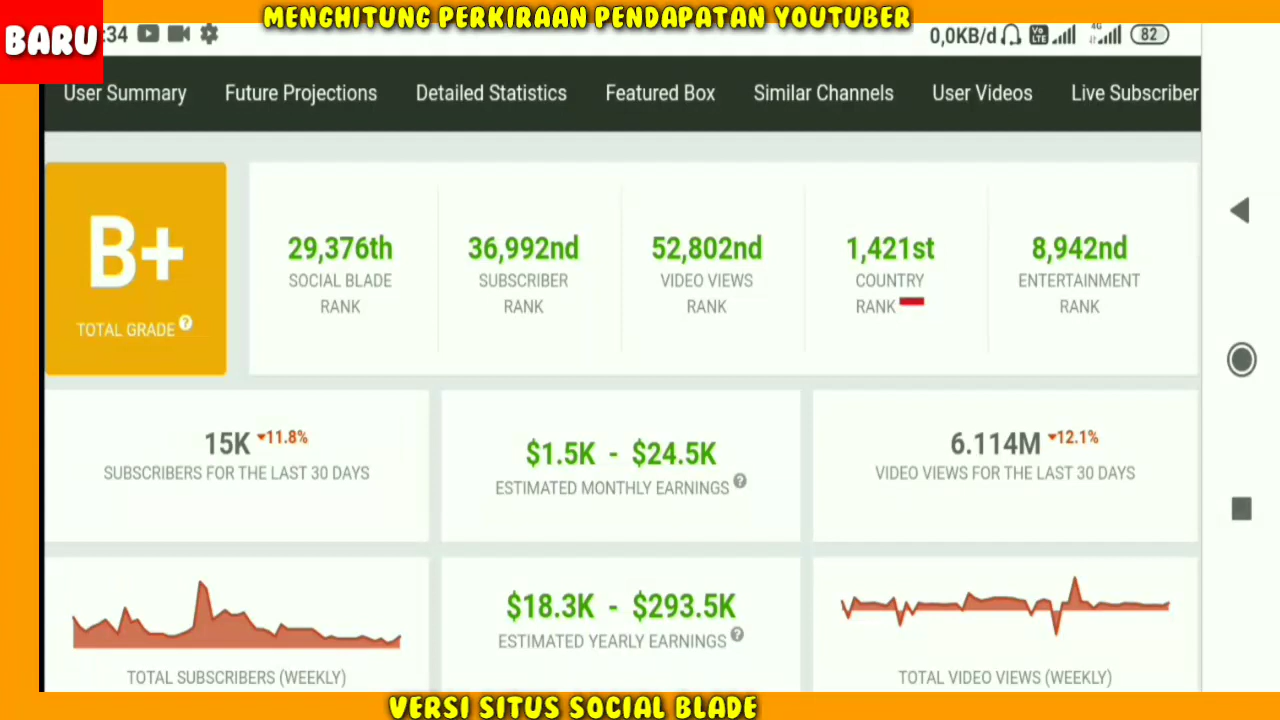 MENGHITUNG PERKIRAAN PENDAPATAN YOUTUBER
BARU
:34 0,0KB/d Vo LTE 4G 82
User Summary Future Projections Detailed Statistics Featured Box Similar Channels User Videos Live Subscriber
B+
TOTAL GRADE ?
29,376th 36,992nd 52,802nd 1,421st 8,942nd
SOCIAL BLADE SUBSCRIBER VIDEO VIEWS COUNTRY ENTERTAINMENT
RANK RANK RANK RANK RANK
15K 11.8% $1.5K - $24.5K 6.114M 12.1%
SUBSCRIBERS FOR THE LAST 30 DAYS ESTIMATED MONTHLY EARNINGS ? VIDEO VIEWS FOR THE LAST 30 DAYS
$18.3K - $293.5K
ESTIMATED YEARLY EARNINGS ?
TOTAL SUBSCRIBERS (WEEKLY) TOTAL VIDEO VIEWS (WEEKLY)
VERSI SITUS SOCIAL BLADE